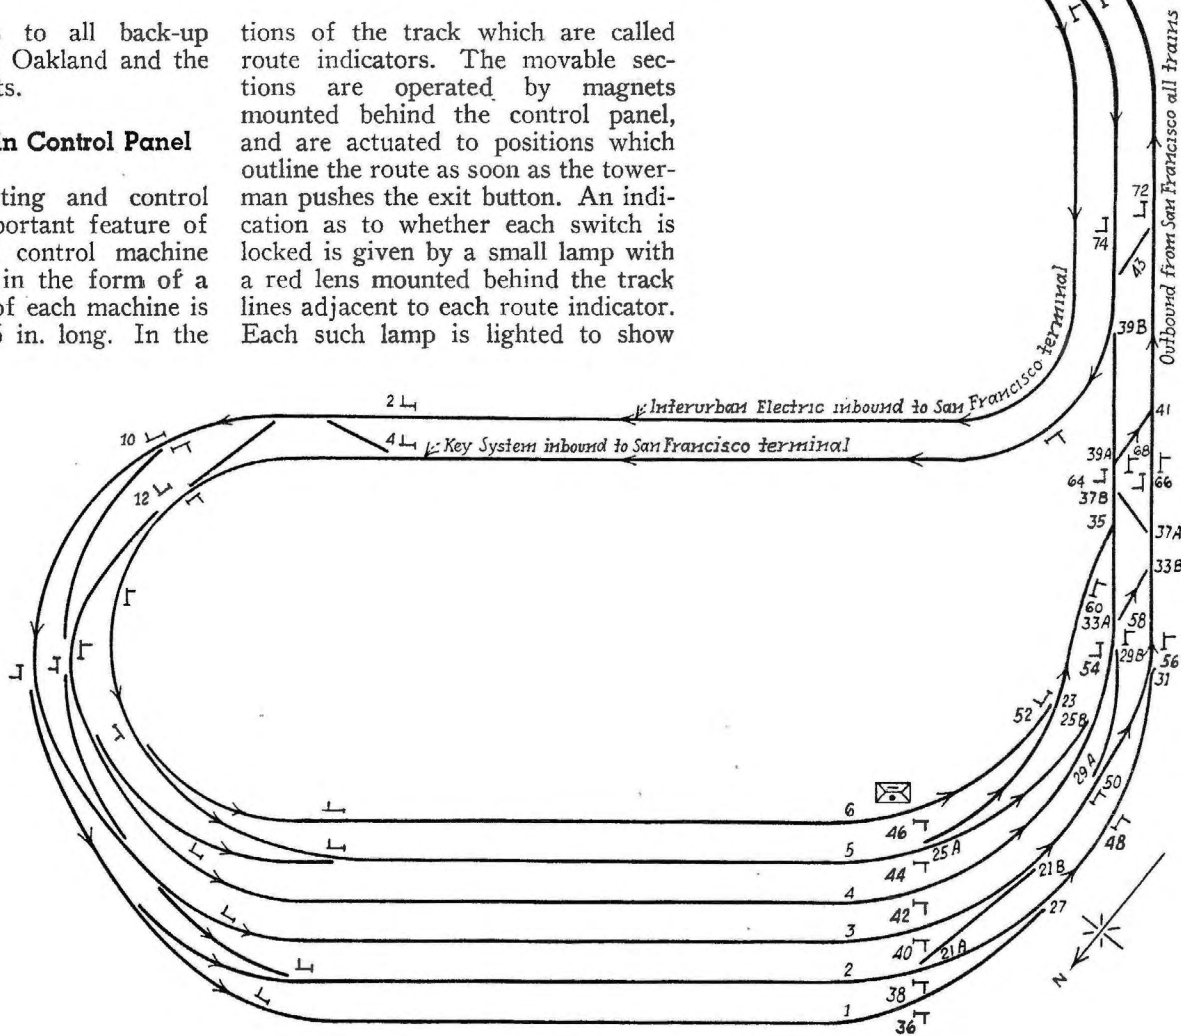 to all back-up
Oakland and the
ts.
in Control Panel
ting and control
portant feature of
control machine
in the form of a
of each machine is
in. long. In the
tions of the track which are called
route indicators. The movable sec-
tions are operated by magnets
mounted behind the control panel,
and are actuated to positions which
outline the route as soon as the tower-
man pushes the exit button. An indi-
cation as to whether each switch is
locked is given by a small lamp with
a red lens mounted behind the track
lines adjacent to each route indicator.
Each such lamp is lighted to show
Outbound from San Francisco all trains
72
74
43
39B
2
Interurban Electric inbound to San Francisco terminal
4
Key System inbound to San Francisco terminal
10
12
41
39A
68
64
66
37B
35
37A
33B
60
33A
58
54
29B
56
31
52
23
25B
29A
50
48
6
46
5
25A
44
4
42
21B
3
40
21A
27
2
38
1
36
N